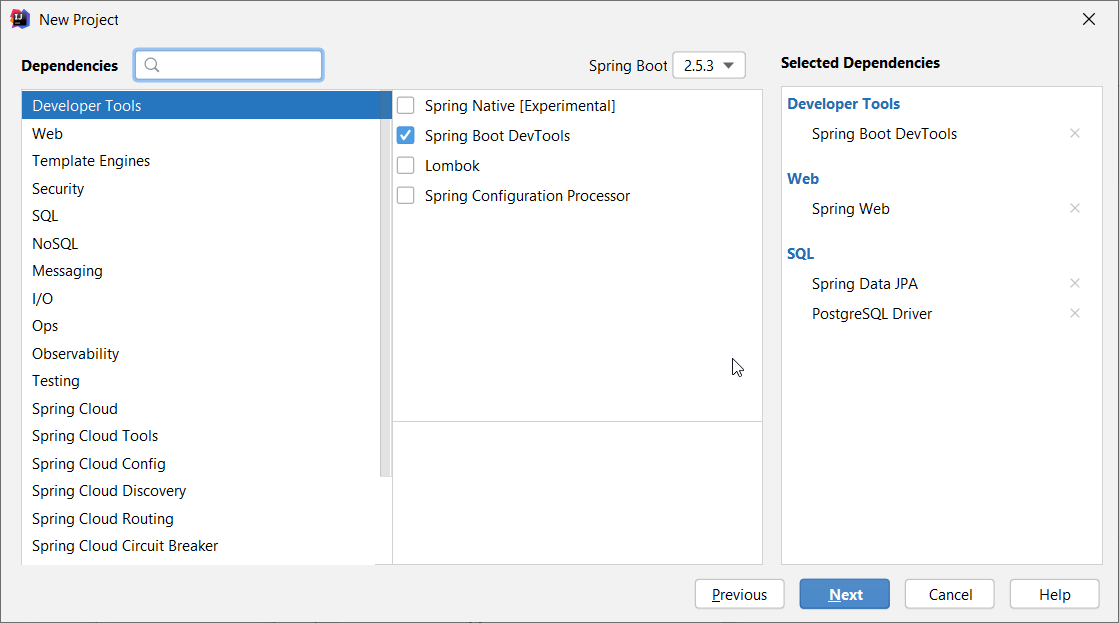 New Project
Dependencies
Spring Boot 2.5.3
Selected Dependencies
Developer Tools
Web
Template Engines
Security
SQL
NoSQL
Messaging
I/O
Ops
Observability
Testing
Spring Cloud
Spring Cloud Tools
Spring Cloud Config
Spring Cloud Discovery
Spring Cloud Routing
Spring Cloud Circuit Breaker
Spring Native [Experimental]
Spring Boot DevTools
Lombok
Spring Configuration Processor
Developer Tools
Spring Boot DevTools
Web
Spring Web
SQL
Spring Data JPA
PostgreSQL Driver
Previous
Next
Cancel
Help